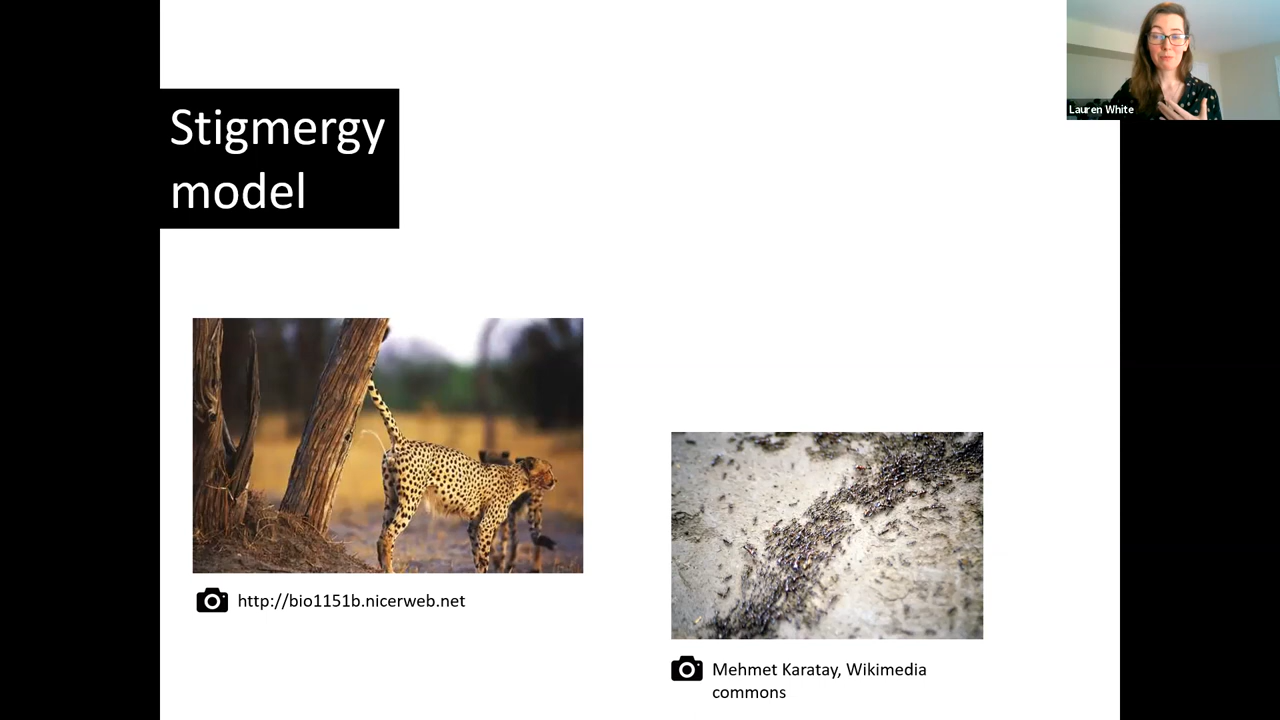 Lauren White
Stigmergy
model
http://bio1151b.nicerweb.net
Mehmet Karatay, Wikimedia
commons